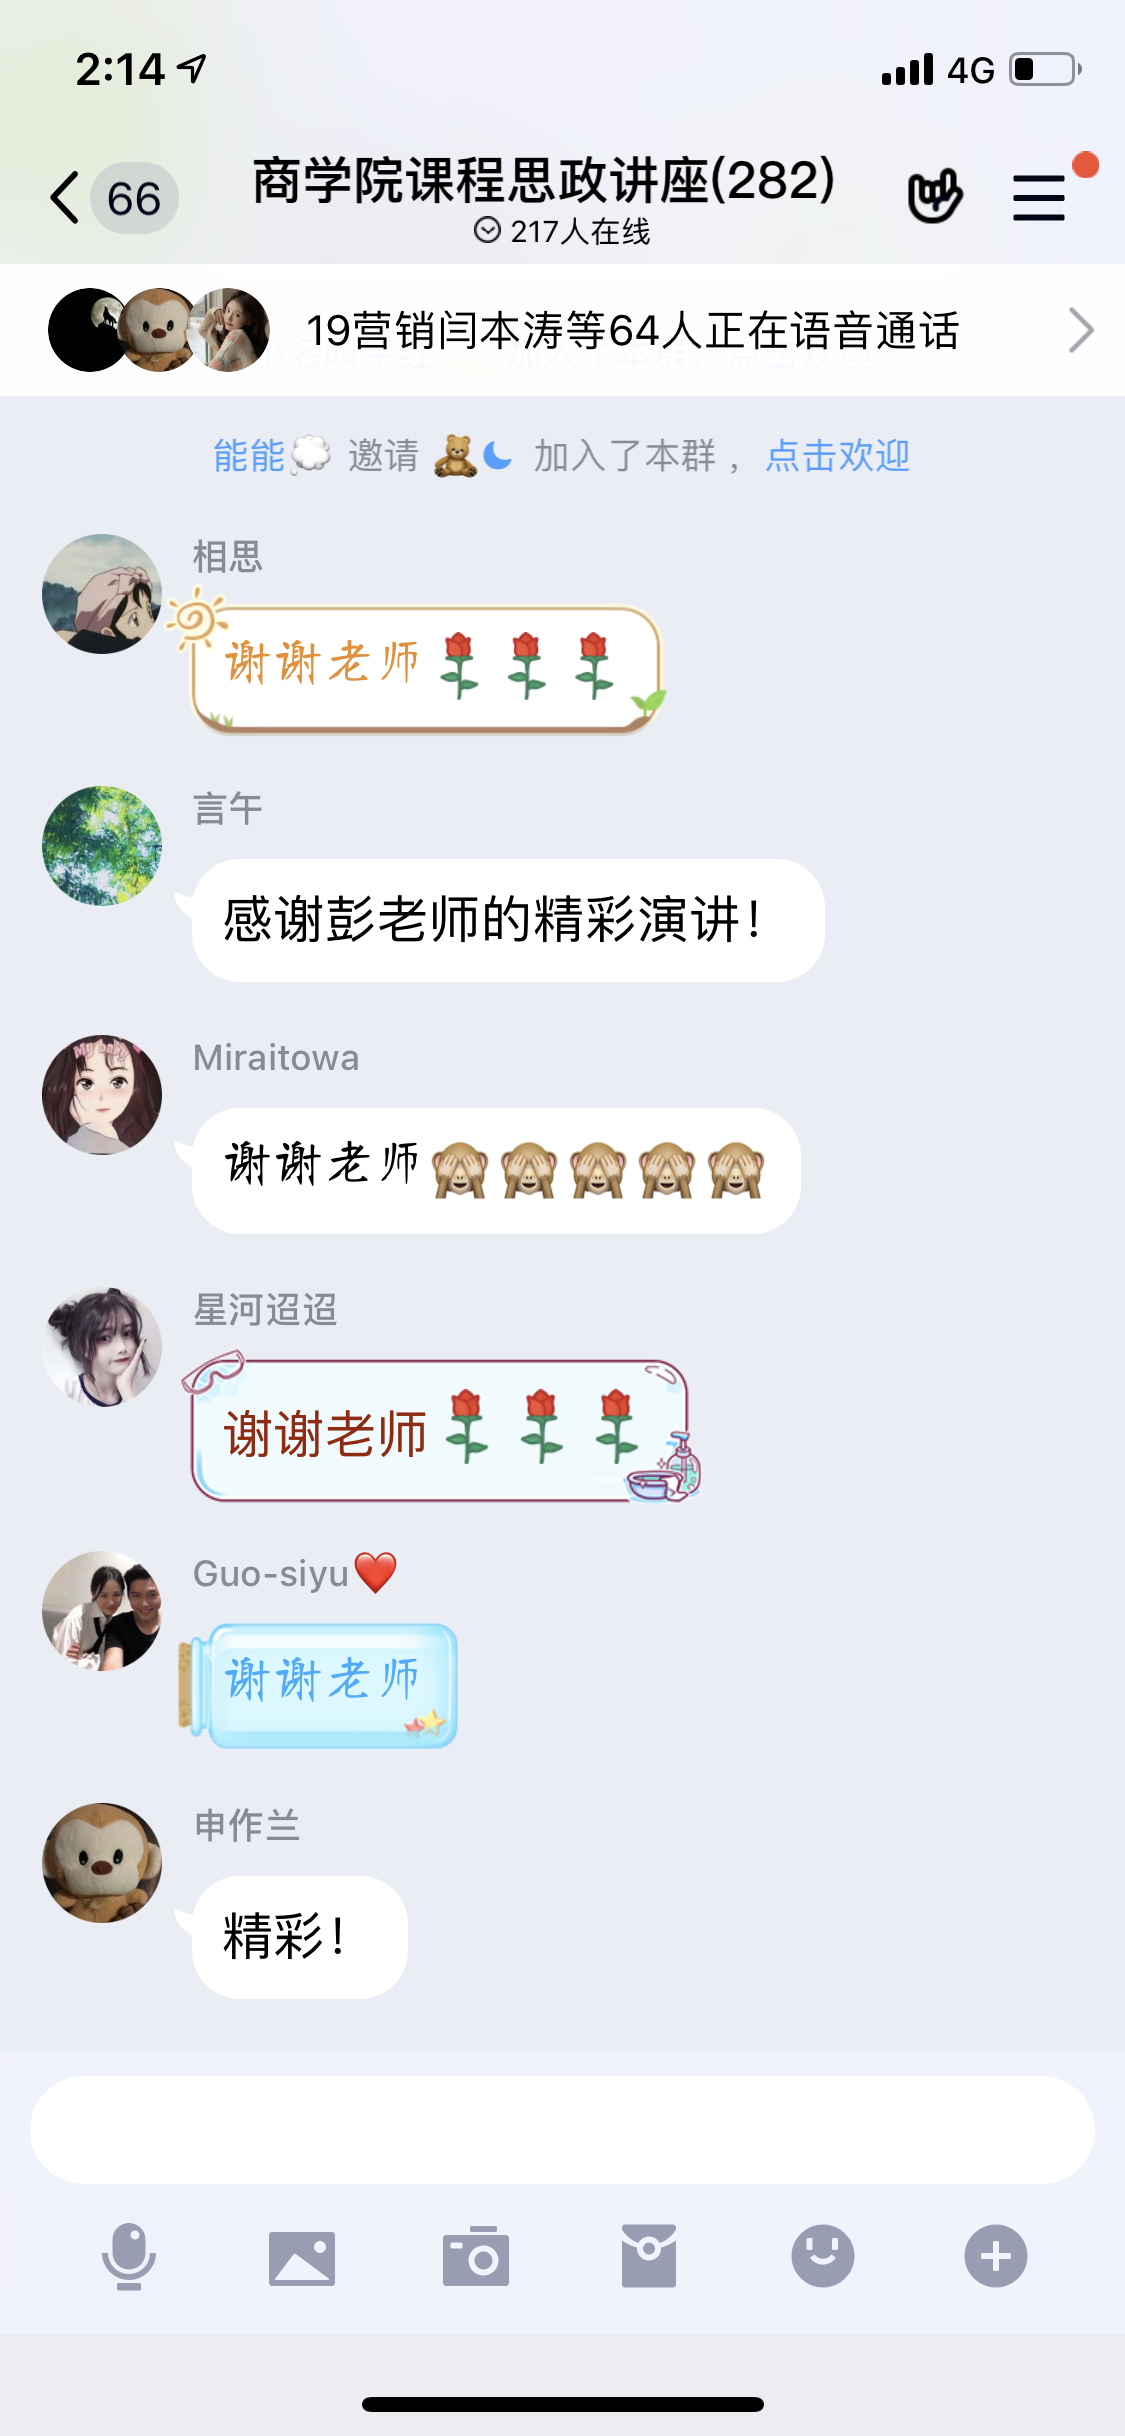 2:14
4G
66
商学院课程思政讲座(282)
217人在线
19营销闫本涛等64人正在语音通话
能能💭 邀请 🧸🌙 加入了本群，点击欢迎
相思
谢谢老师🌹🌹🌹
言午
感谢彭老师的精彩演讲！
Miraitowa
谢谢老师🙈🙈🙈🙈🙈
星河迢迢
谢谢老师🌹🌹🌹
Guo-siyu❤️
谢谢老师
申作兰
精彩！